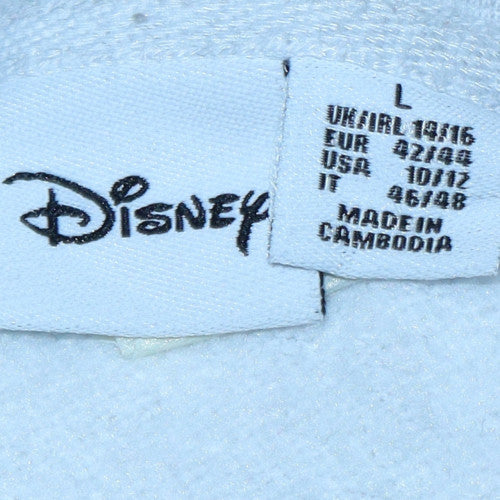 DISNEY
L
UK/IRL 14/16
EUR 42/44
USA 10/12
IT 46/48
MADE IN
CAMBODIA